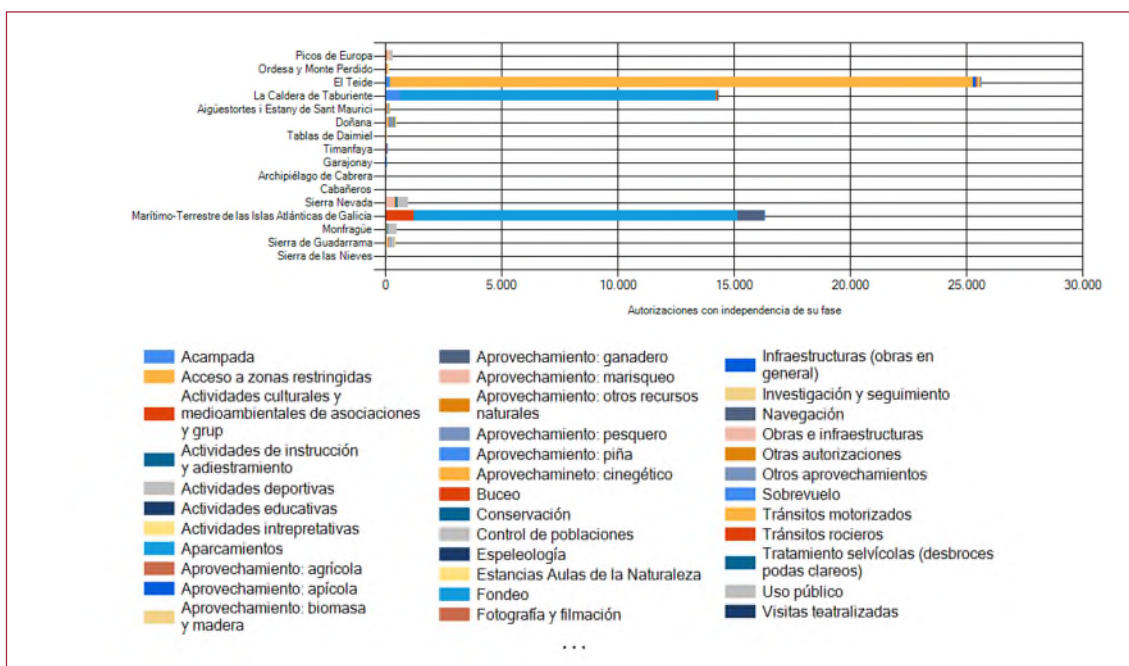 Picos de Europa
Ordesa y Monte Perdido
El Teide
La Caldera de Taburiente
Aigüestortes i Estany de Sant Maurici
Doñana
Tablas de Daimiel
Timanfaya
Garajonay
Archipiélago de Cabrera
Cabañeros
Sierra Nevada
Marítimo-Terrestre de las Islas Atlánticas de Galicia
Monfragüe
Sierra de Guadarrama
Sierra de las Nieves
0 5.000 10.000 15.000 20.000 25.000 30.000
Autorizaciones con independencia de su fase
Acampada
Acceso a zonas restringidas
Actividades culturales y
medioambientales de asociaciones
y grup
Actividades de instrucción
y adiestramiento
Actividades deportivas
Actividades educativas
Actividades intrepretativas
Aparcamientos
Aprovechamiento: agrícola
Aprovechamiento: apícola
Aprovechamiento: biomasa
y madera
Aprovechamiento: ganadero
Aprovechamiento: marisqueo
Aprovechamiento: otros recursos
naturales
Aprovechamiento: pesquero
Aprovechamiento: piña
Aprovechamineto: cinegético
Buceo
Conservación
Control de poblaciones
Espeleología
Estancias Aulas de la Naturaleza
Fondeo
Fotografía y filmación
Infraestructuras (obras en
general)
Investigación y seguimiento
Navegación
Obras e infraestructuras
Otras autorizaciones
Otros aprovechamientos
Sobrevuelo
Tránsitos motorizados
Tránsitos rocieros
Tratamiento selvícolas (desbroces
podas clareos)
Uso público
Visitas teatralizadas
...